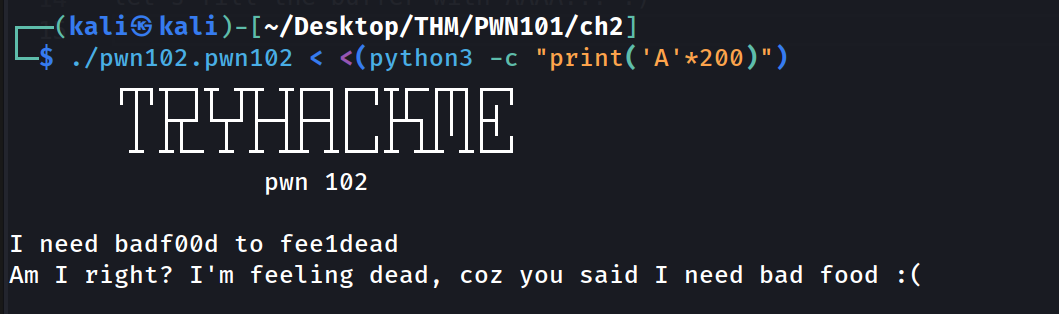 ┌──(kali㉿kali)-[~/Desktop/THM/PWN101/ch2]
└─$ ./pwn102.pwn102 < <(python3 -c "print('A'*200)")
TRYHACKME
pwn 102
I need badf00d to fee1dead
Am I right? I'm feeling dead, coz you said I need bad food :(